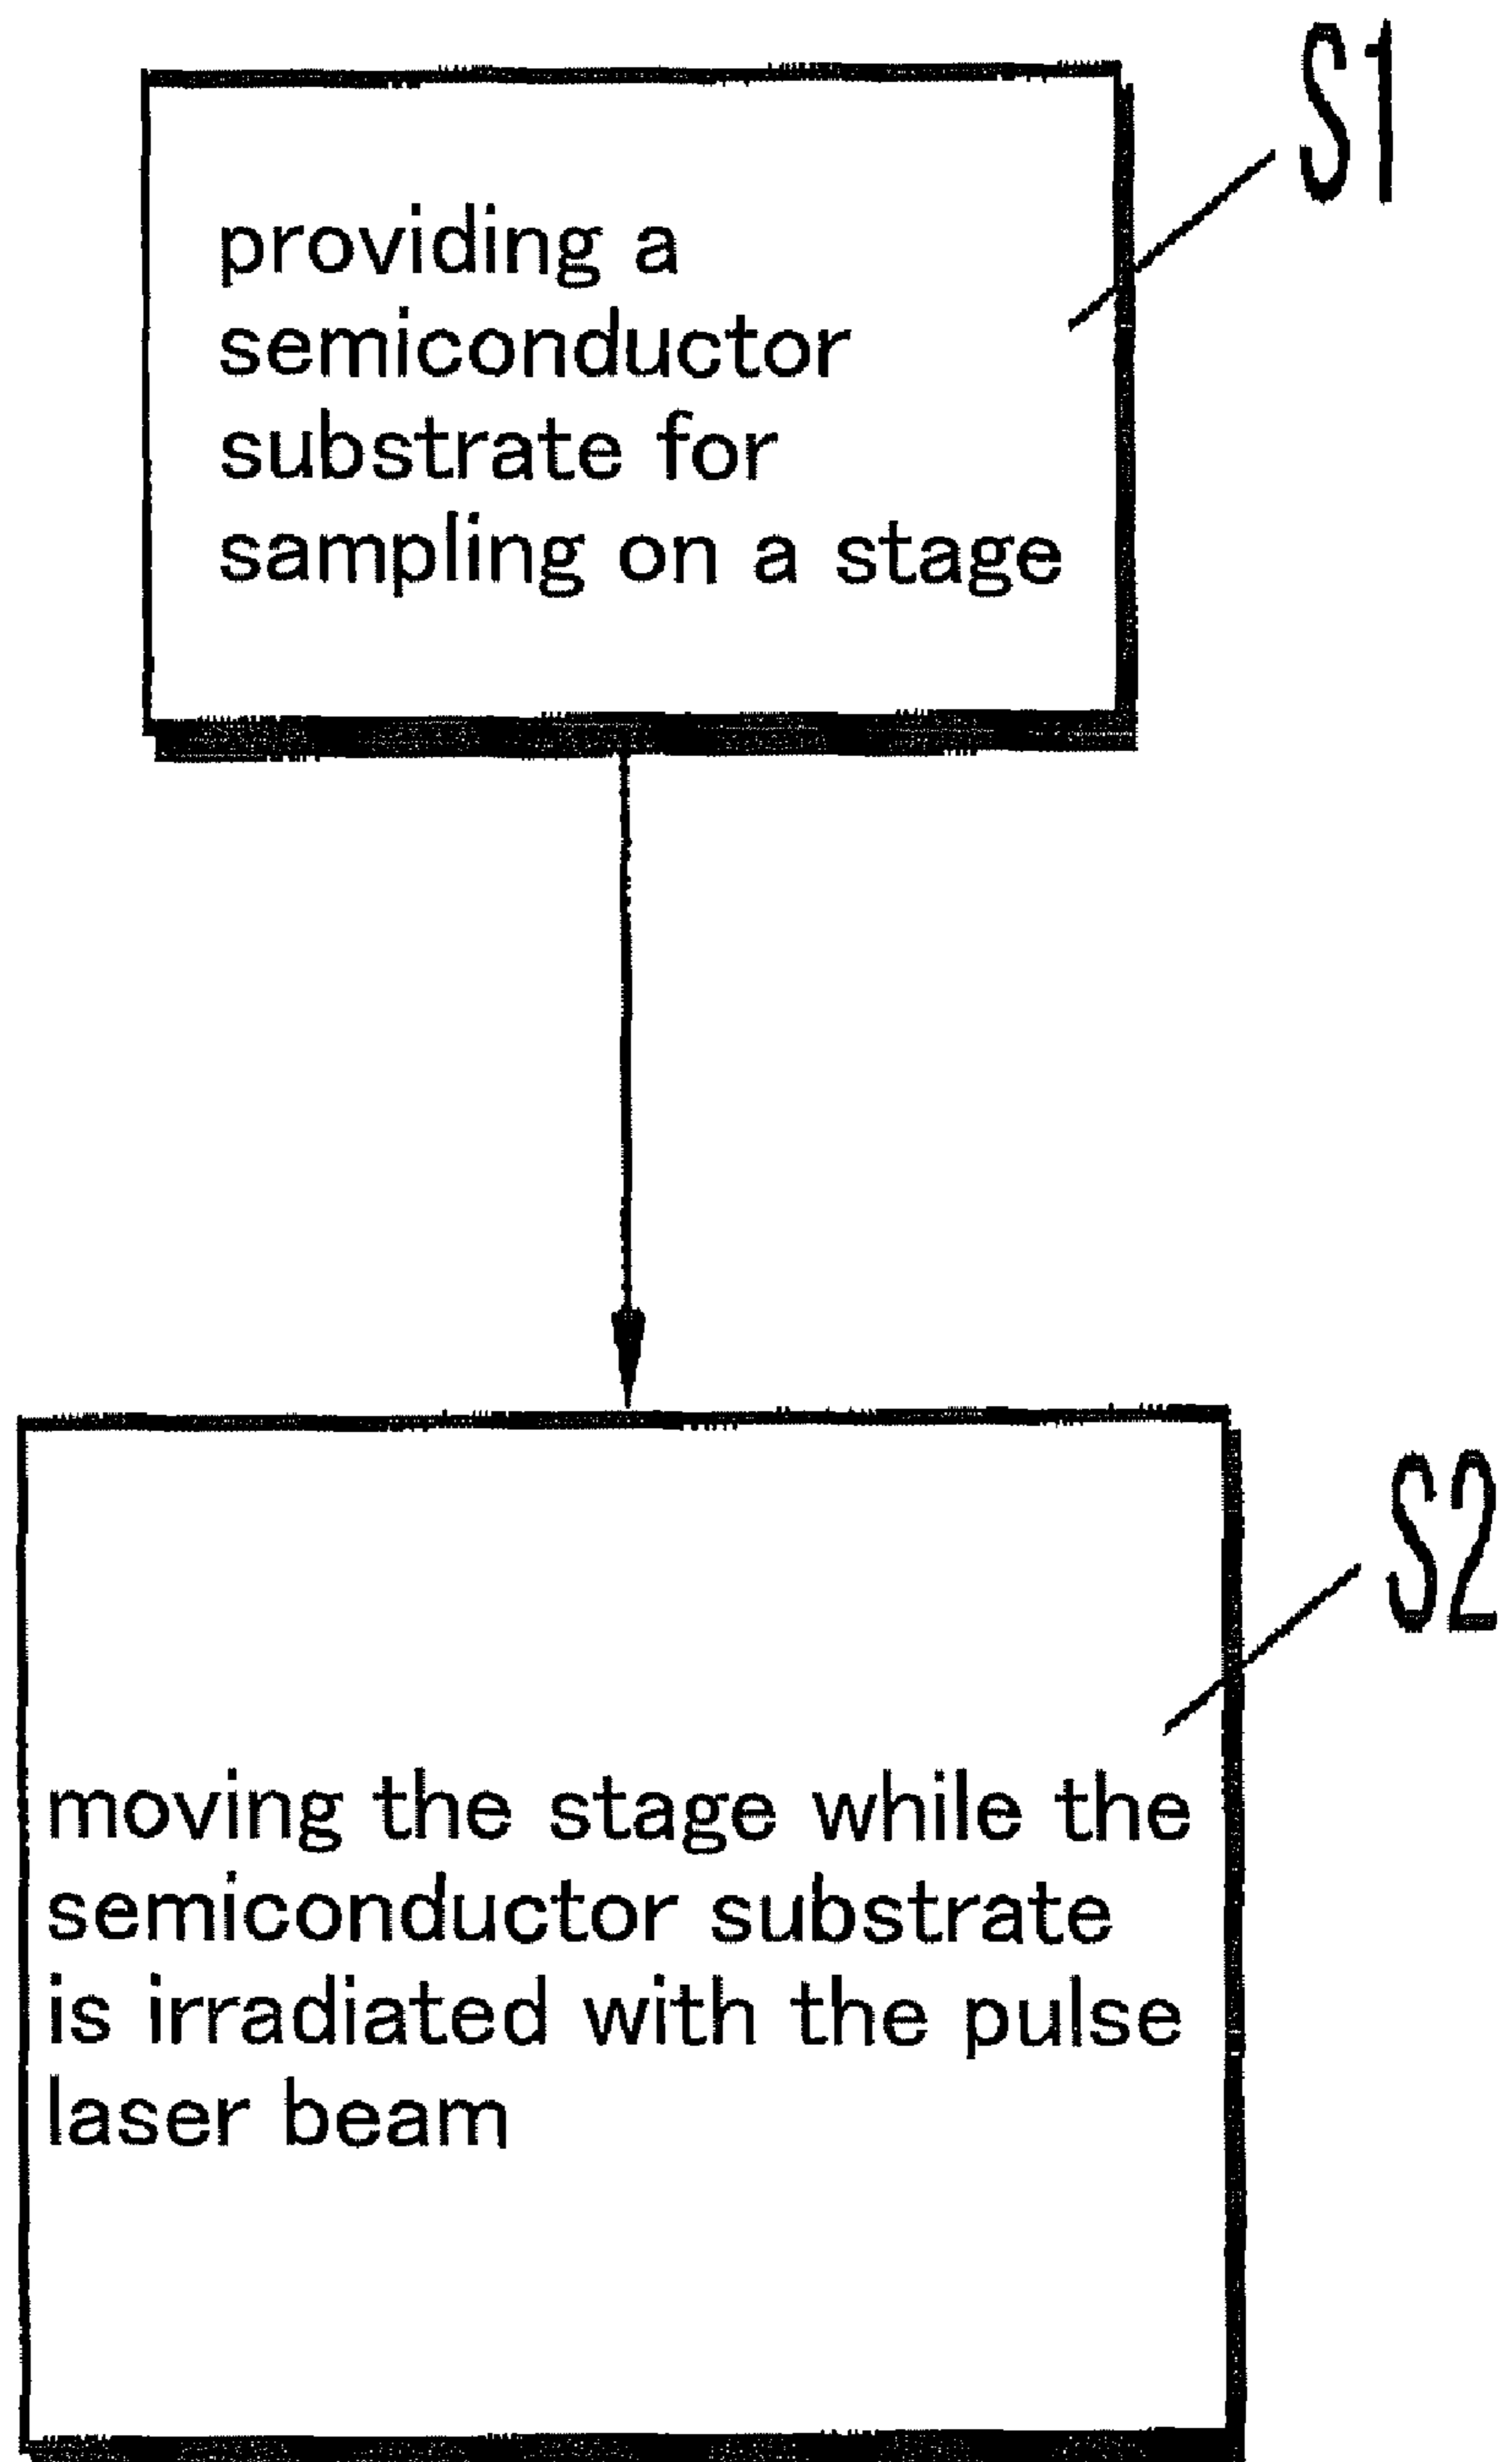 S1
providing a
semiconductor
substrate for
sampling on a stage
S2
moving the stage while the
semiconductor substrate
is irradiated with the pulse
laser beam